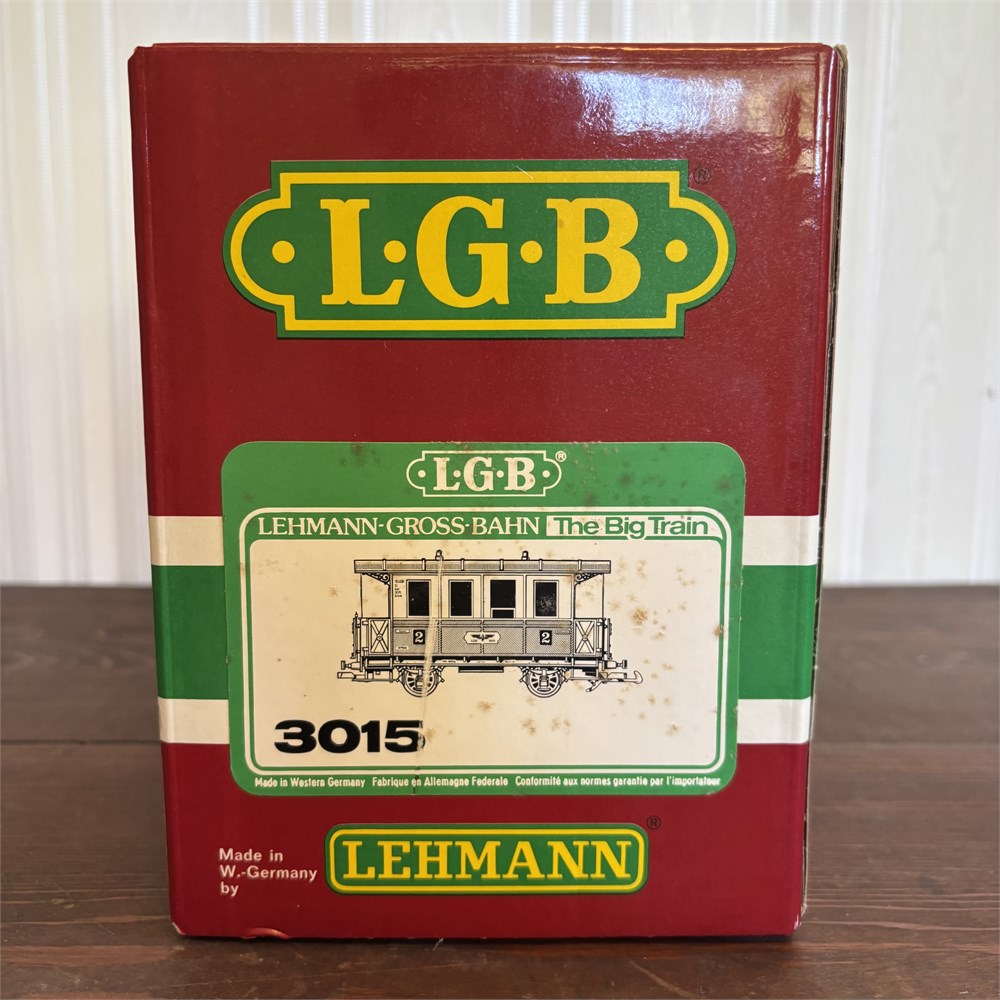 L·G·B®
·L·G·B·®
LEHMANN-GROSS-BAHN The Big Train
2 2
3015
Made in Western Germany Fabrique en Allemagne Federale Conformité aux normes garantie par l'importateur
Made in
W.-Germany
by
LEHMANN®